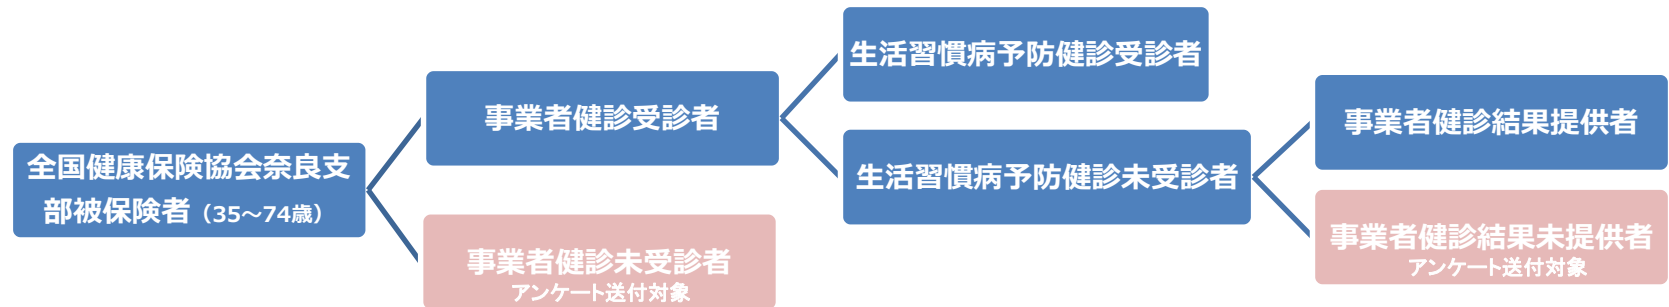 全国健康保険協会奈良支
部被保険者（35～74歳）
事業者健診受診者
事業者健診未受診者
アンケート送付対象
生活習慣病予防健診受診者
生活習慣病予防健診未受診者
事業者健診結果提供者
事業者健診結果未提供者
アンケート送付対象